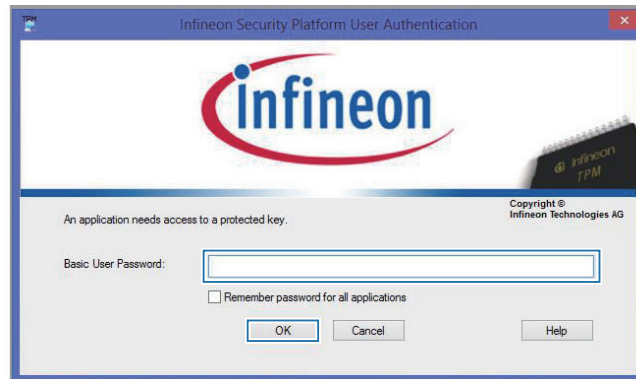 TPM
Infineon Security Platform User Authentication
infineon
Infineon
TPM
Copyright ©
Infineon Technologies AG
An application needs access to a protected key.
Basic User Password:
Remember password for all applications
OK
Cancel
Help